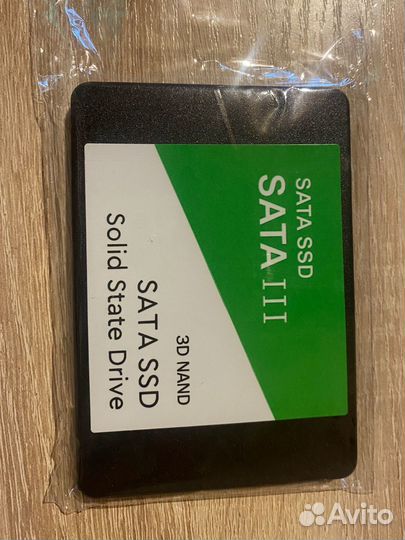 SATA SSD
SATA III
3D NAND
SATA SSD
Solid State Drive
Avito